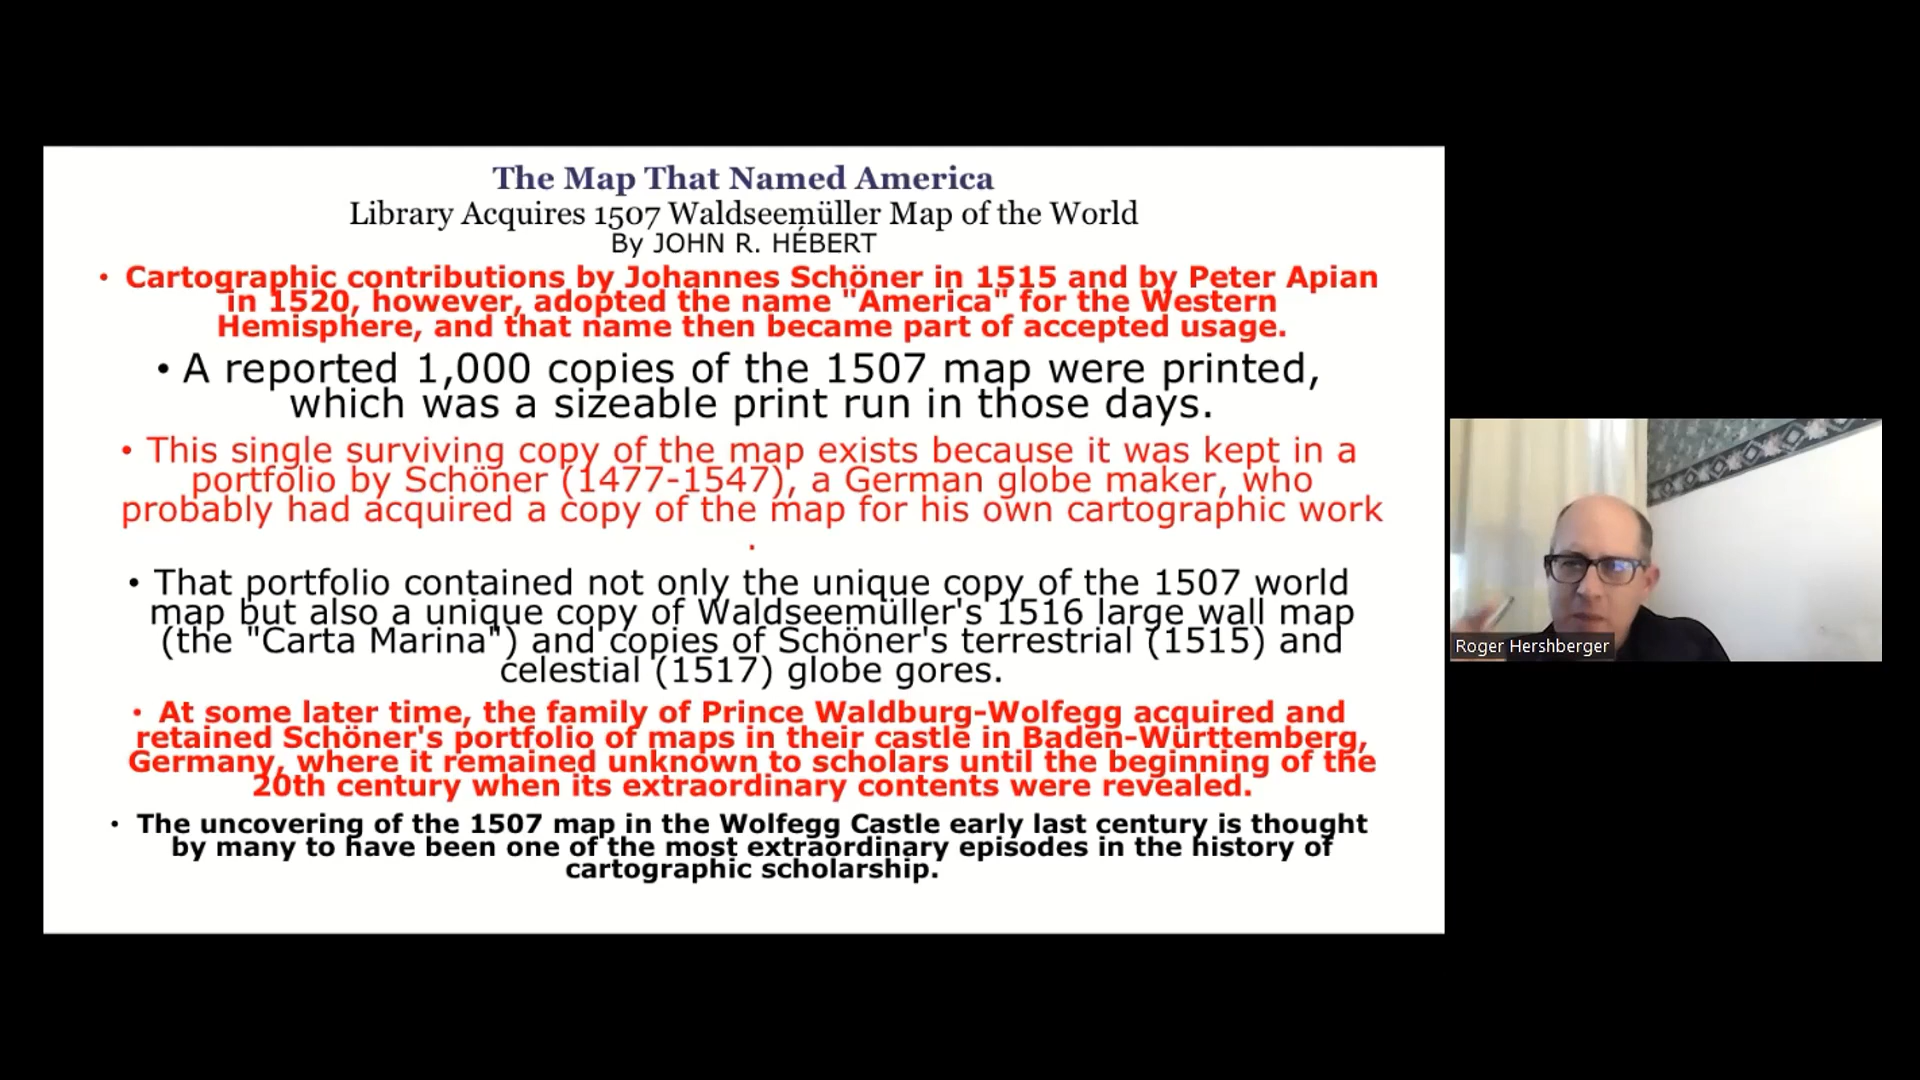 The Map That Named America
Library Acquires 1507 Waldseemüller Map of the World
By JOHN R. HÉBERT
• Cartographic contributions by Johannes Schöner in 1515 and by Peter Apian
in 1520, however, adopted the name "America" for the Western
Hemisphere, and that name then became part of accepted usage.
• A reported 1,000 copies of the 1507 map were printed,
which was a sizeable print run in those days.
• This single surviving copy of the map exists because it was kept in a
portfolio by Schöner (1477-1547), a German globe maker, who
probably had acquired a copy of the map for his own cartographic work
.
• That portfolio contained not only the unique copy of the 1507 world
map but also a unique copy of Waldseemüller's 1516 large wall map
(the "Carta Marina") and copies of Schöner's terrestrial (1515) and
celestial (1517) globe gores.
• At some later time, the family of Prince Waldburg-Wolfegg acquired and
retained Schöner's portfolio of maps in their castle in Baden-Württemberg,
Germany, where it remained unknown to scholars until the beginning of the
20th century when its extraordinary contents were revealed.
• The uncovering of the 1507 map in the Wolfegg Castle early last century is thought
by many to have been one of the most extraordinary episodes in the history of
cartographic scholarship.
Roger Hershberger